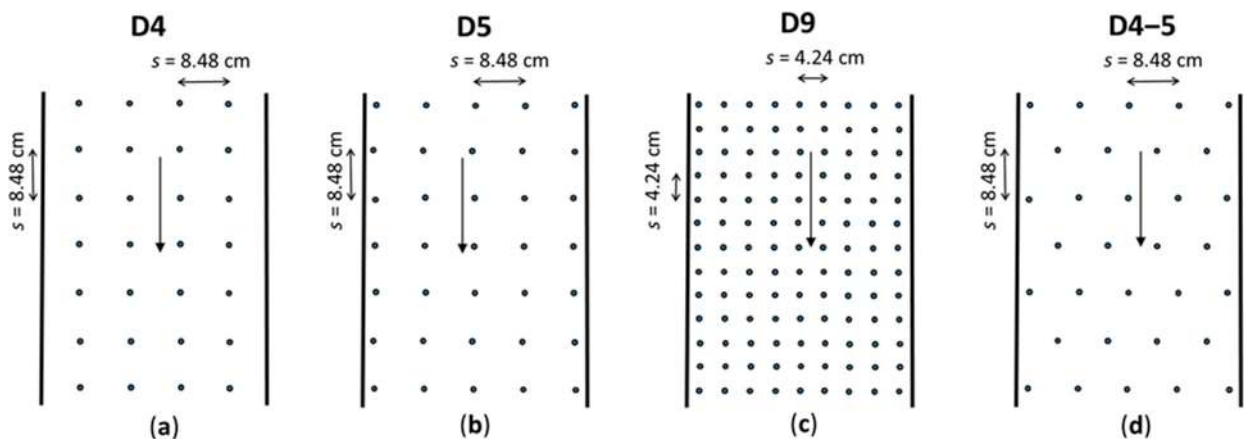 D4
D5
D9
D4–5
s = 8.48 cm
s = 8.48 cm
s = 4.24 cm
s = 8.48 cm
s = 8.48 cm
s = 8.48 cm
s = 4.24 cm
s = 8.48 cm
(a)
(b)
(c)
(d)